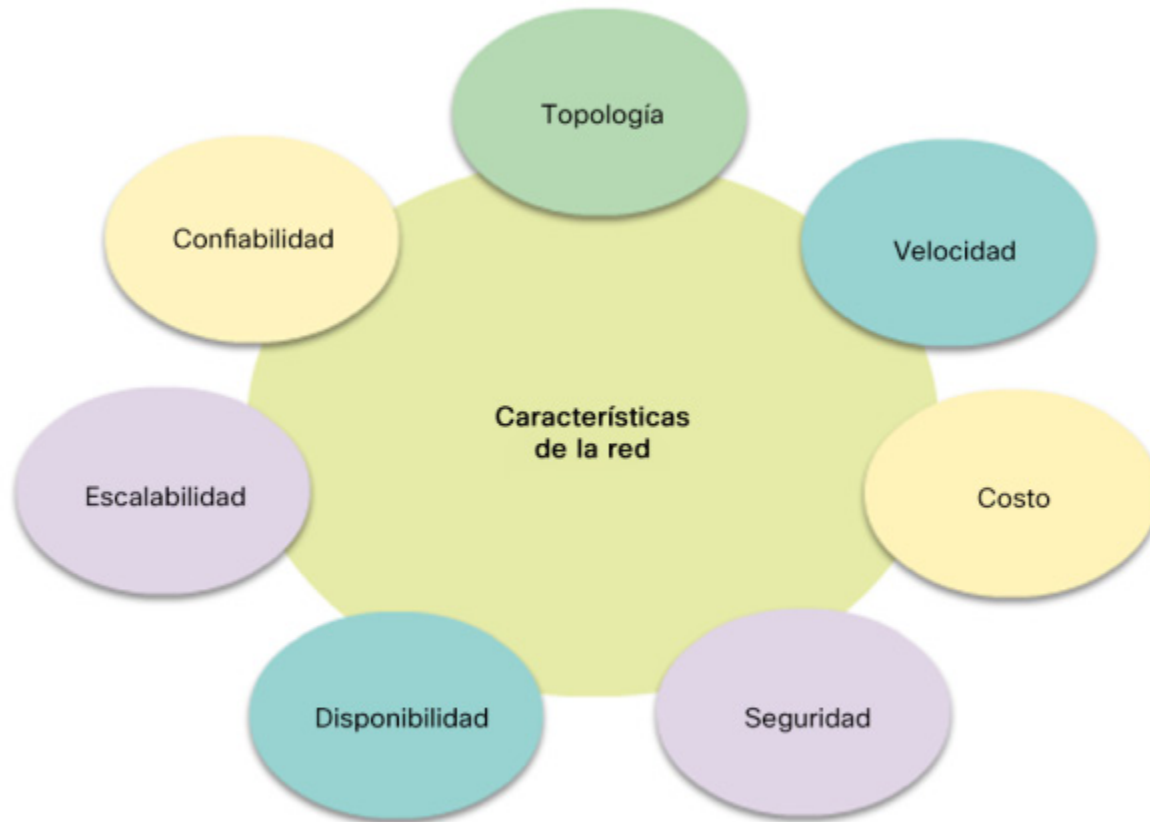 Topología
Confiabilidad
Velocidad
Características
de la red
Escalabilidad
Costo
Disponibilidad
Seguridad